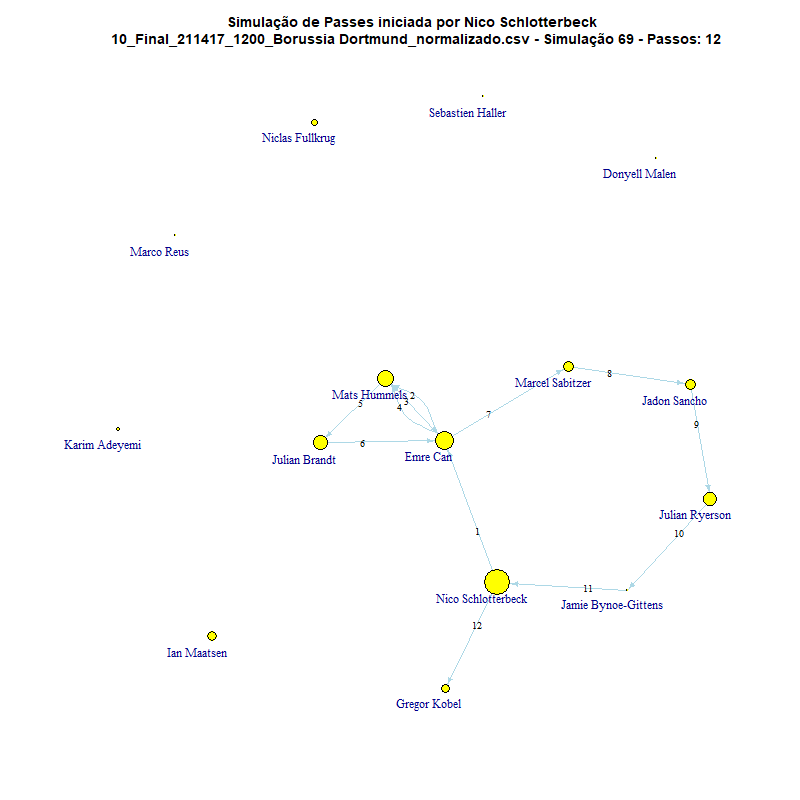 Simulação de Passes iniciada por Nico Schlotterbeck
10_Final_211417_1200_Borussia Dortmund_normalizado.csv - Simulação 69 - Passos: 12
Sebastien Haller
Niclas Fullkrug
Donyell Malen
Marco Reus
Marcel Sabitzer
8
Jadon Sancho
Mats Hummels
2
3
4
5
7
9
Karim Adeyemi
6
Julian Brandt
Emre Can
Julian Ryerson
1
10
11
Nico Schlotterbeck
Jamie Bynoe-Gittens
12
Ian Maatsen
Gregor Kobel